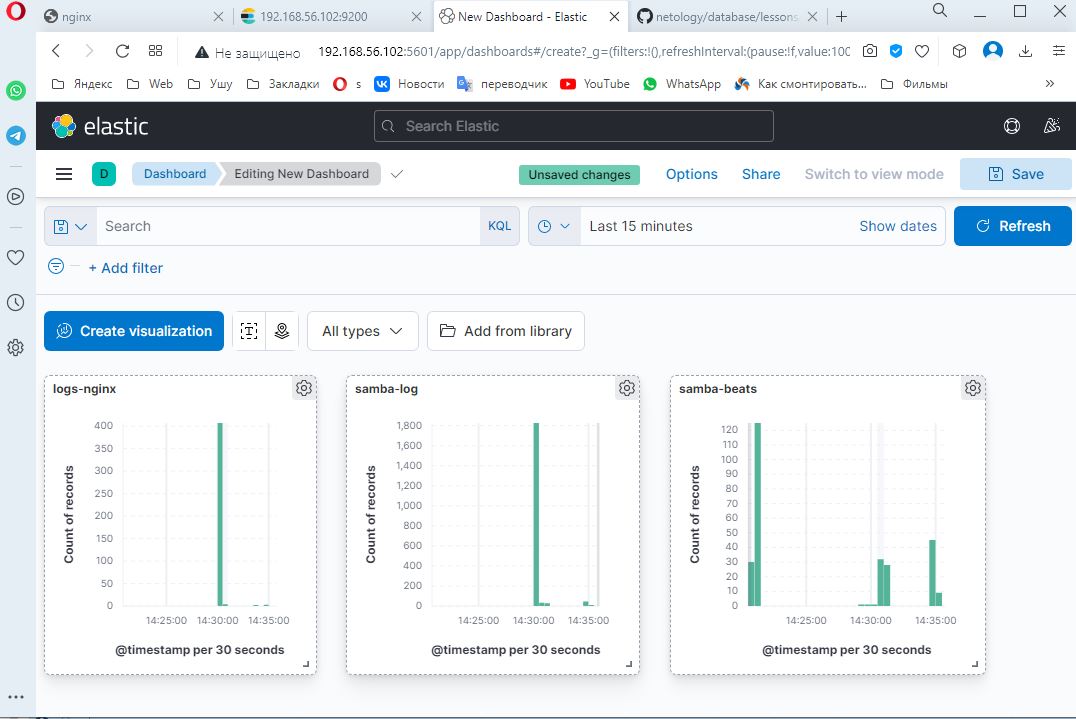 nginx
192.168.56.102:9200
New Dashboard - Elastic
netology/database/lessons
Не защищено
192.168.56.102:5601/app/dashboards#/create?_g=(filters:!(),refreshInterval:(pause:!f,value:100
Яндекс
Web
Ушу
Закладки
s
Новости
переводчик
YouTube
WhatsApp
Как смонтировать...
Фильмы
»
elastic
Search Elastic
D
Dashboard
Editing New Dashboard
Unsaved changes
Options
Share
Switch to view mode
Save
Search
KQL
Last 15 minutes
Show dates
Refresh
+ Add filter
Create visualization
All types
Add from library
logs-nginx
400
350
300
250
200
150
100
50
0
Count of records
14:25:00 14:30:00 14:35:00
@timestamp per 30 seconds
samba-log
1,800
1,600
1,400
1,200
1,000
800
600
400
200
0
Count of records
14:25:00 14:30:00 14:35:00
@timestamp per 30 seconds
samba-beats
120
110
100
90
80
70
60
50
40
30
20
10
0
Count of records
14:25:00 14:30:00 14:35:00
@timestamp per 30 seconds